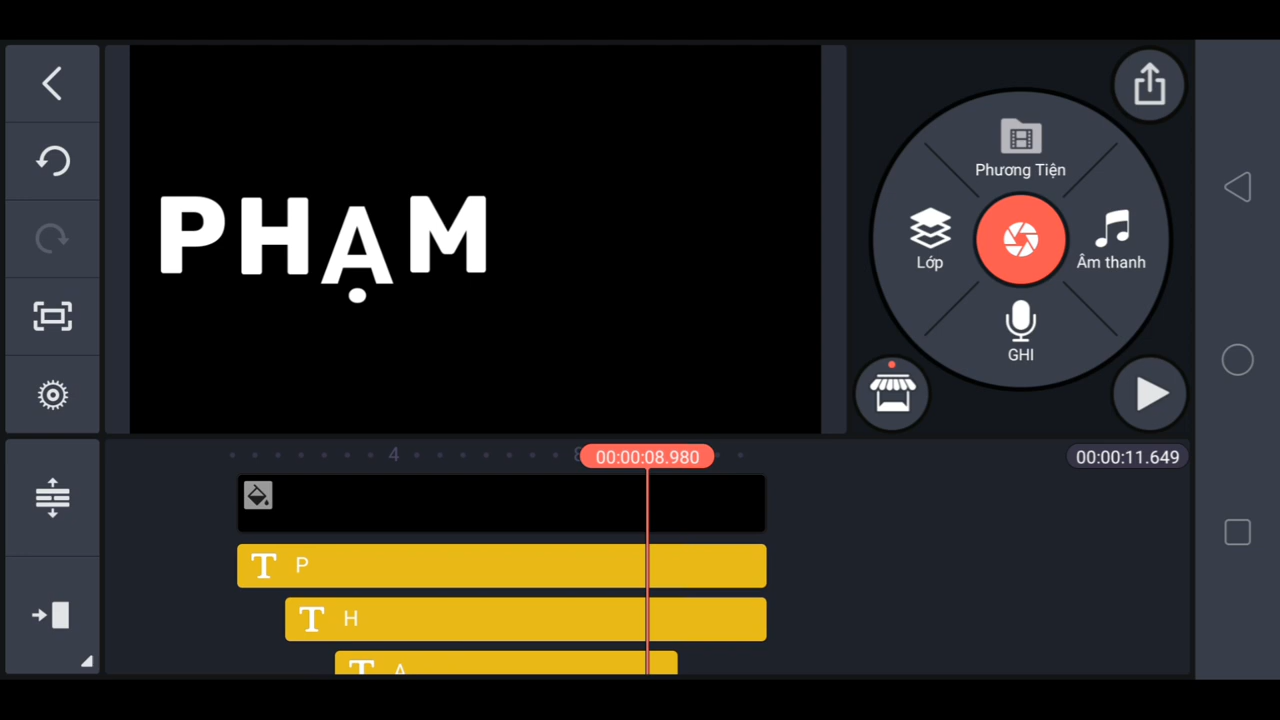 PHẠM
Phương Tiện
Lớp
Âm thanh
GHI
4
00:00:08.980
00:00:11.649
T P
T H